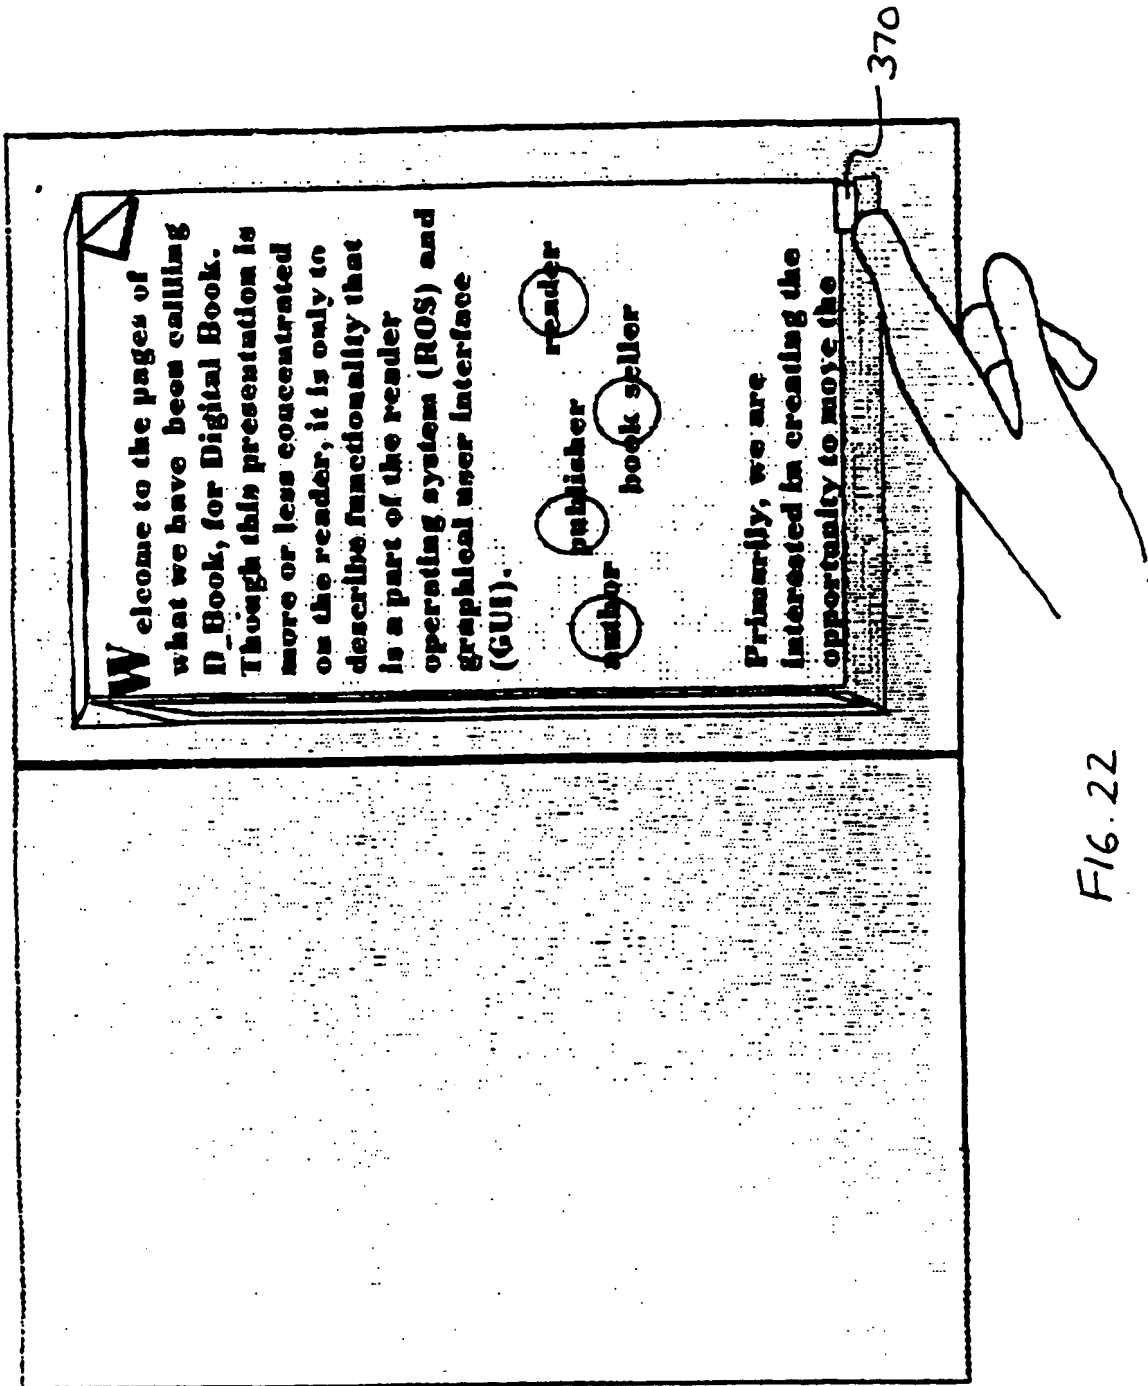 Welcome to the pages of
what we have been callling
D_Book, for Digital Book.
Though this presentation is
more or less concentrated
on the reader, it is only to
describe functionality that
is a part of the reader
operating system (ROS) and
graphical user interface
(GUI).
author publisher book seller reader
Primarily, we are
interested in creating the
opportunity to move the
370
FIG. 22